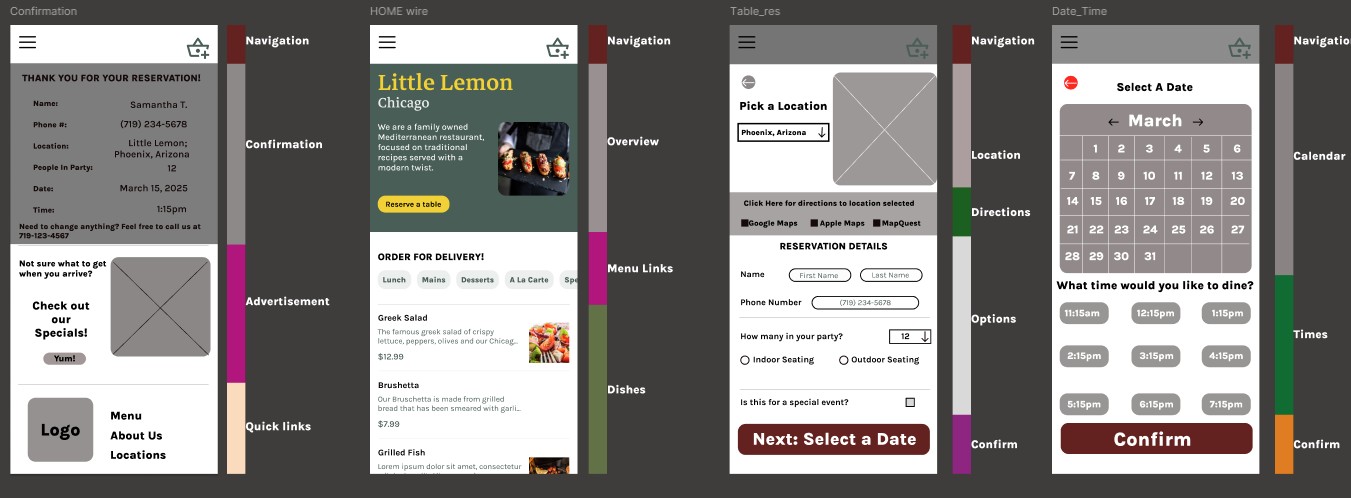 Confirmation
THANK YOU FOR YOUR RESERVATION!
Name: Samantha T.
Phone #: (719) 234-5678
Location: Little Lemon;
Phoenix, Arizona
People In Party: 12
Date: March 15, 2025
Time: 1:15pm
Need to change anything? Feel free to call us at
719-123-4567
Not sure what to get
when you arrive?
Check out
our
Specials!
Yum!
Logo
Menu
About Us
Locations
Navigation
Confirmation
Advertisement
Quick links
HOME wire
Little Lemon
Chicago
We are a family owned
Mediterranean restaurant,
focused on traditional
recipes served with a
modern twist.
Reserve a table
ORDER FOR DELIVERY!
Lunch Mains Desserts A La Carte Spe
Greek Salad
The famous greek salad of crispy
lettuce, peppers, olives and our Chicag...
$12.99
Brushetta
Our Bruschetta is made from grilled
bread that has been smeared with garli...
$7.99
Grilled Fish
Lorem ipsum dolor sit amet, consectetur
Navigation
Overview
Menu Links
Dishes
Table_res
Pick a Location
Phoenix, Arizona
Click Here for directions to location selected
Google Maps Apple Maps MapQuest
RESERVATION DETAILS
Name First Name Last Name
Phone Number (719) 234-5678
How many in your party? 12
Indoor Seating Outdoor Seating
Is this for a special event?
Next: Select a Date
Navigation
Location
Directions
Options
Confirm
Date_Time
Select A Date
← March →
1 2 3 4 5 6
7 8 9 10 11 12 13
14 15 16 17 18 19 20
21 22 23 24 25 26 27
28 29 30 31
What time would you like to dine?
11:15am 12:15pm 1:15pm
2:15pm 3:15pm 4:15pm
5:15pm 6:15pm 7:15pm
Confirm
Navigatio
Calendar
Times
Confirm